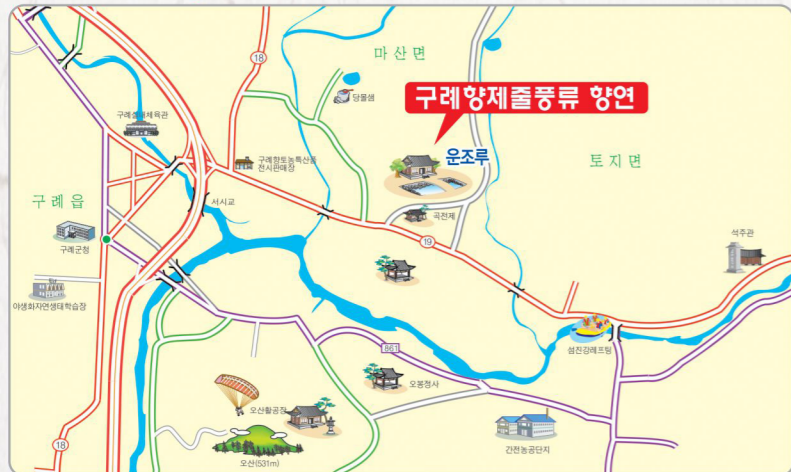 마산면
18
당몰샘
구례향제줄풍류 향연
구례실내체육관
운조루
구례향토농특산품
전시판매장
토지면
구례읍
서시교
곡전재
구례군청
19
석주관
야생화자연생태학습장
섬진강래프팅
861
오봉정사
오산활공장
간전농공단지
18
오산(531m)